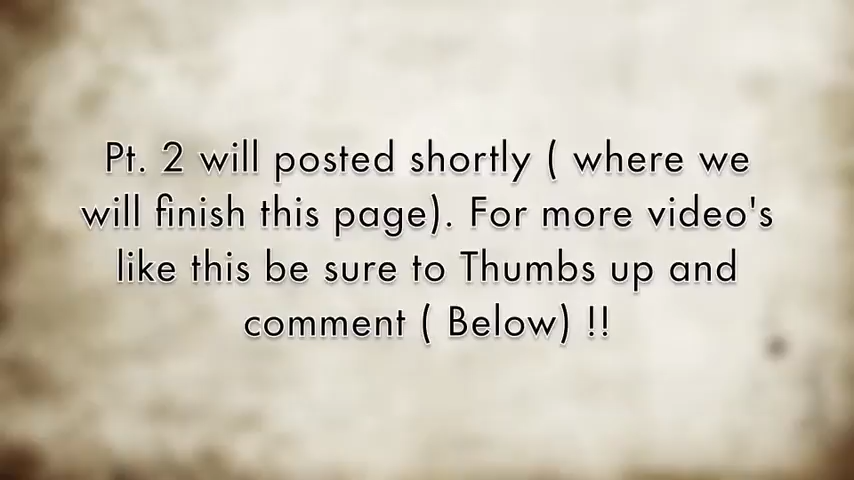 Pt. 2 will posted shortly ( where we
will finish this page). For more video's
like this be sure to Thumbs up and
comment ( Below) !!